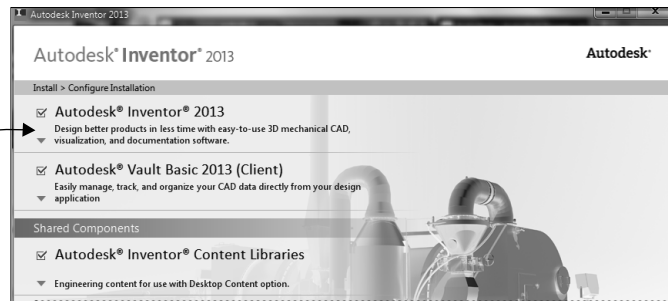 Autodesk Inventor 2013
Autodesk® Inventor® 2013
Autodesk®
Install > Configure Installation
Autodesk® Inventor® 2013
Design better products in less time with easy-to-use 3D mechanical CAD,
visualization, and documentation software.
Autodesk® Vault Basic 2013 (Client)
Easily manage, track, and organize your CAD data directly from your design
application
Shared Components
Autodesk® Inventor® Content Libraries
Engineering content for use with Desktop Content option.